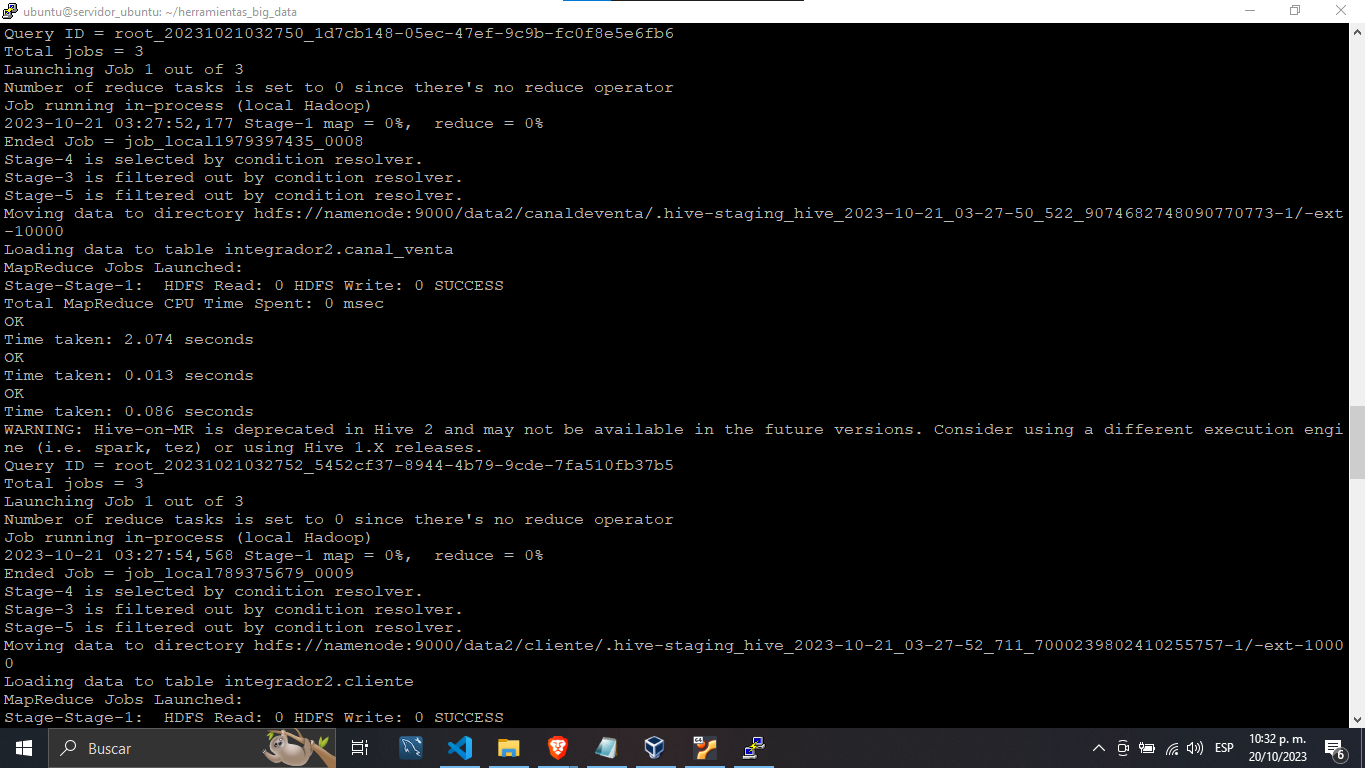 ubuntu@servidor_ubuntu: ~/herramientas_big_data
Query ID = root_20231021032750_1d7cb148-05ec-47ef-9c9b-fc0f8e5e6fb6
Total jobs = 3
Launching Job 1 out of 3
Number of reduce tasks is set to 0 since there's no reduce operator
Job running in-process (local Hadoop)
2023-10-21 03:27:52,177 Stage-1 map = 0%,  reduce = 0%
Ended Job = job_local1979397435_0008
Stage-4 is selected by condition resolver.
Stage-3 is filtered out by condition resolver.
Stage-5 is filtered out by condition resolver.
Moving data to directory hdfs://namenode:9000/data2/canaldeventa/.hive-staging_hive_2023-10-21_03-27-50_522_9074682748090770773-1/-ext
-10000
Loading data to table integrador2.canal_venta
MapReduce Jobs Launched:
Stage-Stage-1:  HDFS Read: 0 HDFS Write: 0 SUCCESS
Total MapReduce CPU Time Spent: 0 msec
OK
Time taken: 2.074 seconds
OK
Time taken: 0.013 seconds
OK
Time taken: 0.086 seconds
WARNING: Hive-on-MR is deprecated in Hive 2 and may not be available in the future versions. Consider using a different execution engi
ne (i.e. spark, tez) or using Hive 1.X releases.
Query ID = root_20231021032752_5452cf37-8944-4b79-9cde-7fa510fb37b5
Total jobs = 3
Launching Job 1 out of 3
Number of reduce tasks is set to 0 since there's no reduce operator
Job running in-process (local Hadoop)
2023-10-21 03:27:54,568 Stage-1 map = 0%,  reduce = 0%
Ended Job = job_local789375679_0009
Stage-4 is selected by condition resolver.
Stage-3 is filtered out by condition resolver.
Stage-5 is filtered out by condition resolver.
Moving data to directory hdfs://namenode:9000/data2/cliente/.hive-staging_hive_2023-10-21_03-27-52_711_7000239802410255757-1/-ext-1000
0
Loading data to table integrador2.cliente
MapReduce Jobs Launched:
Stage-Stage-1:  HDFS Read: 0 HDFS Write: 0 SUCCESS
Buscar
64
ESP
10:32 p. m.
20/10/2023
6